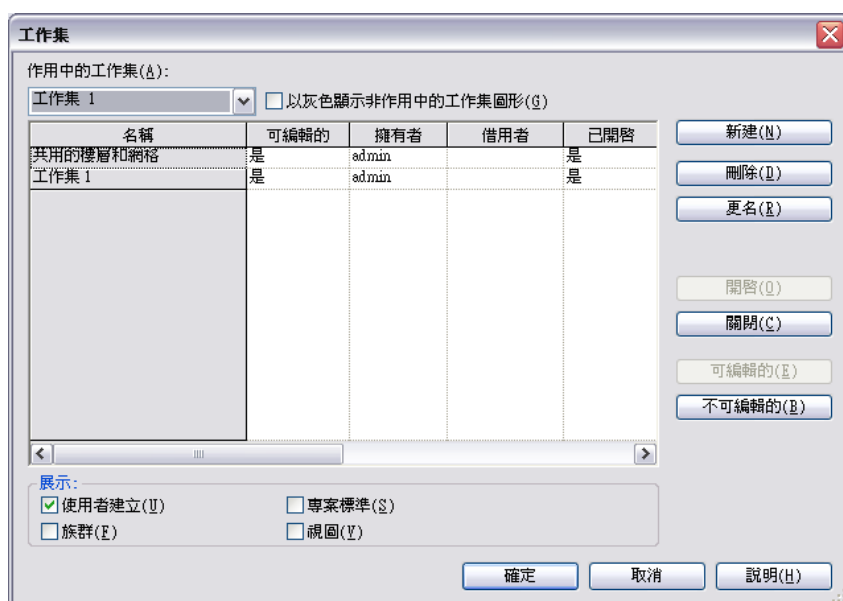 工作集
作用中的工作集(A):
工作集 1
以灰色顯示非作用中的工作集圖形(G)
名稱 可編輯的 擁有者 借用者 已開啓
共用的樓層和網格 是 admin 是
工作集 1 是 admin 是
新建(N)
刪除(D)
更名(R)
開啓(O)
關閉(C)
可編輯的(E)
不可編輯的(B)
展示:
使用者建立(U) 專案標準(S)
族群(F) 視圖(V)
確定 取消 說明(H)